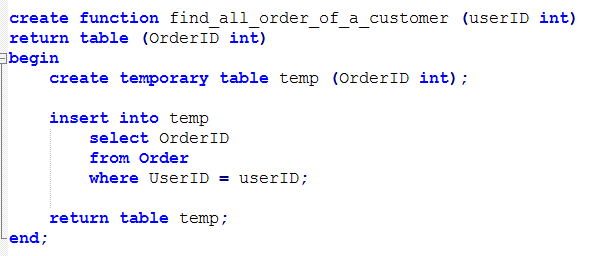 create function find_all_order_of_a_customer (userID int)
return table (OrderID int)
begin
create temporary table temp (OrderID int);
insert into temp
select OrderID
from Order
where UserID = userID;
return table temp;
end;